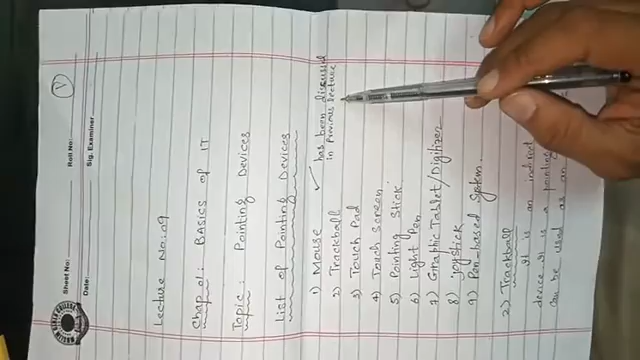 Sheet No:
Roll No:
Date:
Sig. Examiner
Lecture No: 09
Chap 01: BASICS OF IT
Topic: Pointing Devices
List of Pointing Devices
1) Mouse ✓ has been discussed
in previous lecture
2) Trackball
3) Touch Pad
4) Touch Screen
5) Pointing Stick
6) Light Pen
7) Graphic Tablet/Digitizer
8) Joystick
9) Pen-based System.
2) Trackball
It is an indirect
device. It is a pointing
can be used as an